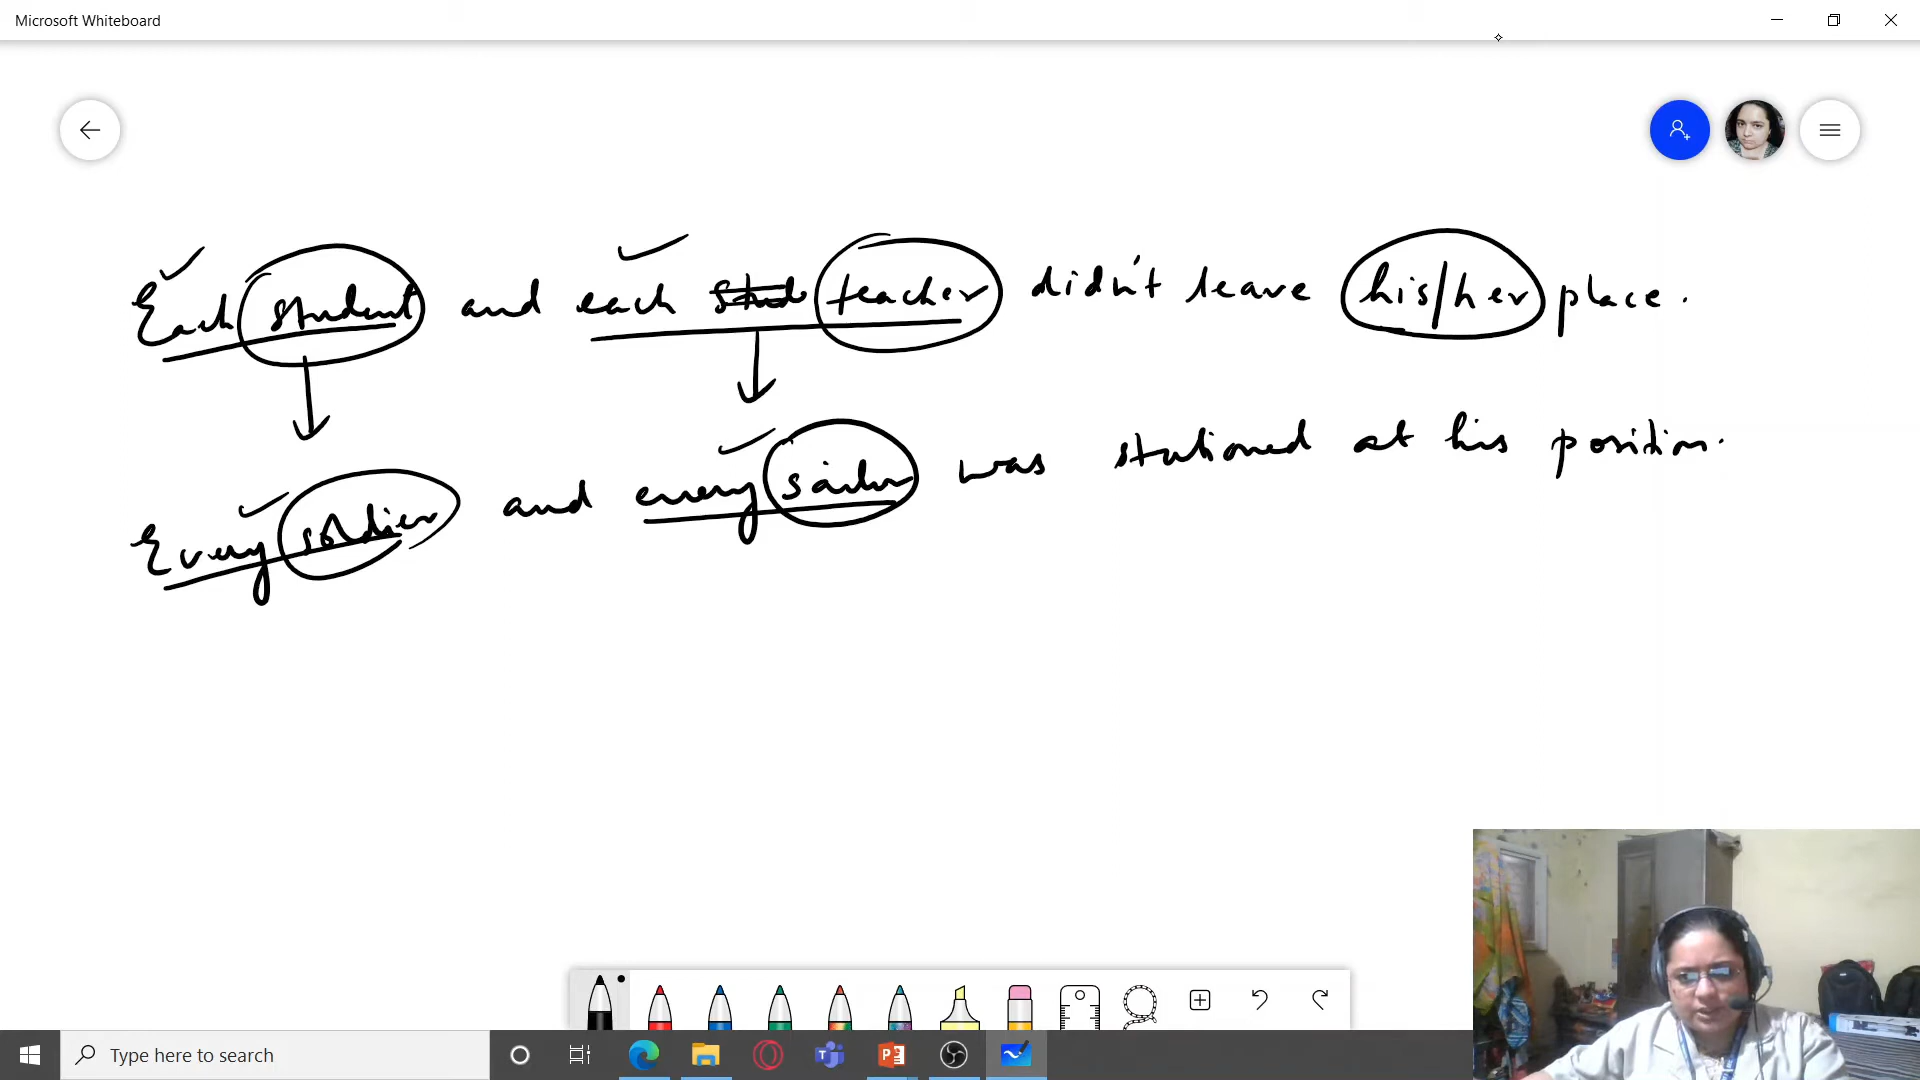 Microsoft Whiteboard
Each student and each teacher didn't leave his/her place.
Every soldier and every sailor was stationed at his position.
Type here to search